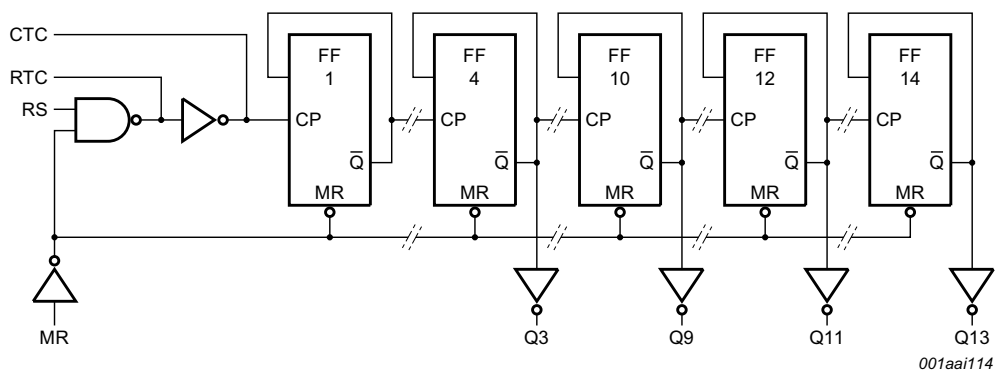 CTC
RTC
RS
MR
FF
1
CP
Q̅
MR
FF
4
CP
Q̅
MR
FF
10
CP
Q̅
MR
FF
12
CP
Q̅
MR
FF
14
CP
Q̅
MR
Q3
Q9
Q11
Q13
001aai114